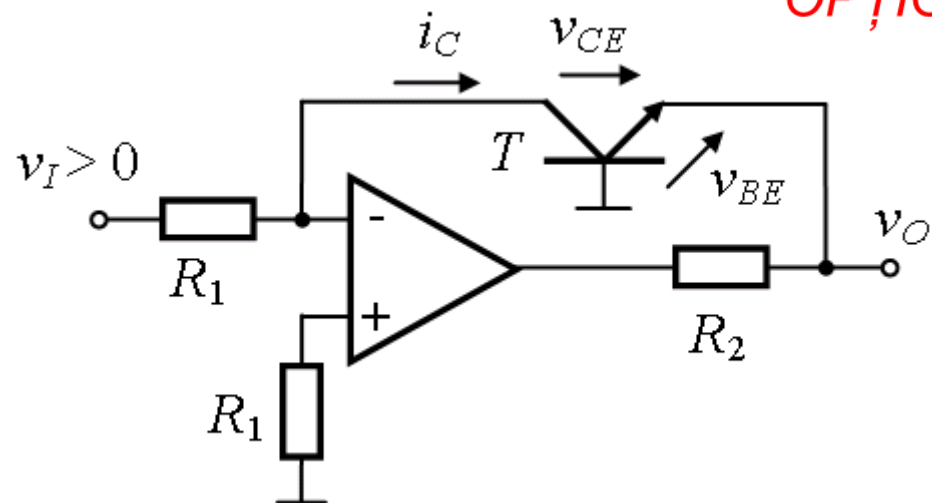 i_C
v_CE
T
v_BE
v_I > 0
v_O
R_1
-
+
R_2
R_1